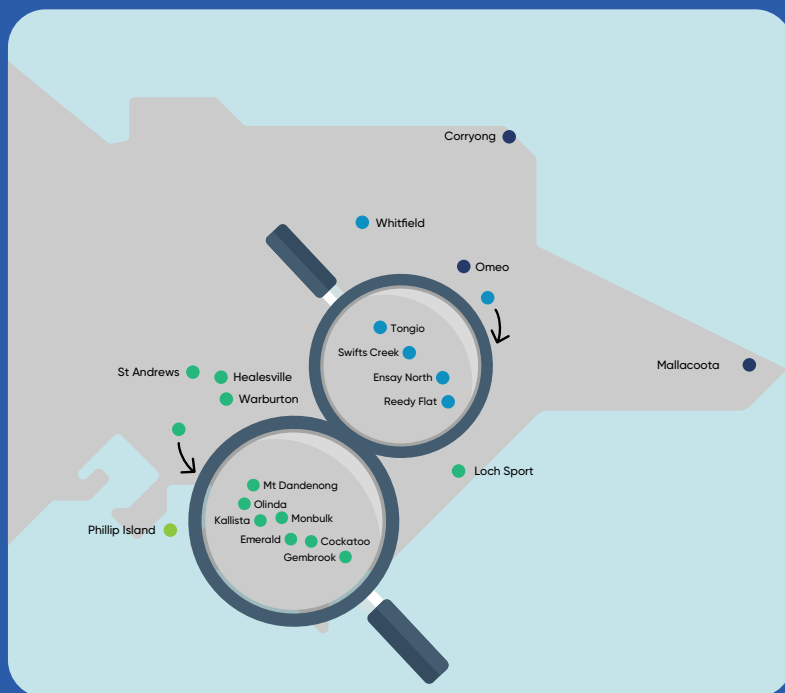 Corryong
Whitfield
Omeo
Tongio
Swifts Creek
Mallacoota
St Andrews
Healesville
Ensay North
Warburton
Reedy Flat
Loch Sport
Mt Dandenong
Olinda
Kallista
Monbulk
Phillip Island
Emerald
Cockatoo
Gembrook